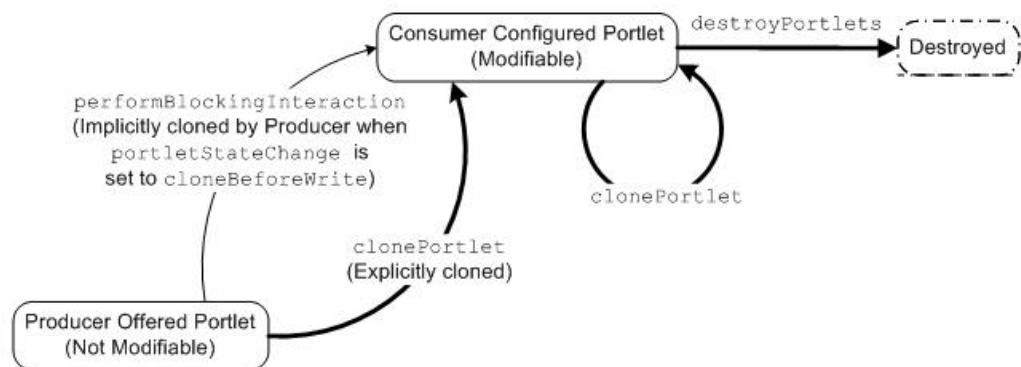 Consumer Configured Portlet
(Modifiable)
destroyPortlets
Destroyed
performBlockingInteraction
(Implicitly cloned by Producer when
portletStateChange is
set to cloneBeforeWrite)
clonePortlet
clonePortlet
(Explicitly cloned)
Producer Offered Portlet
(Not Modifiable)